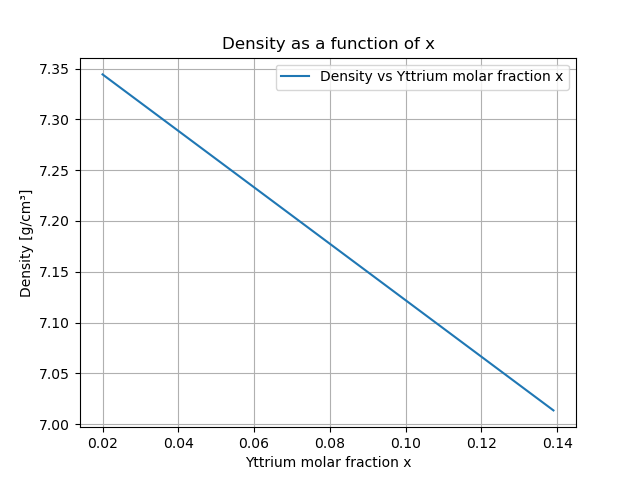 Density as a function of x
Density vs Yttrium molar fraction x
7.35
7.30
7.25
7.20
7.15
7.10
7.05
7.00
Density [g/cm³]
0.02 0.04 0.06 0.08 0.10 0.12 0.14
Yttrium molar fraction x